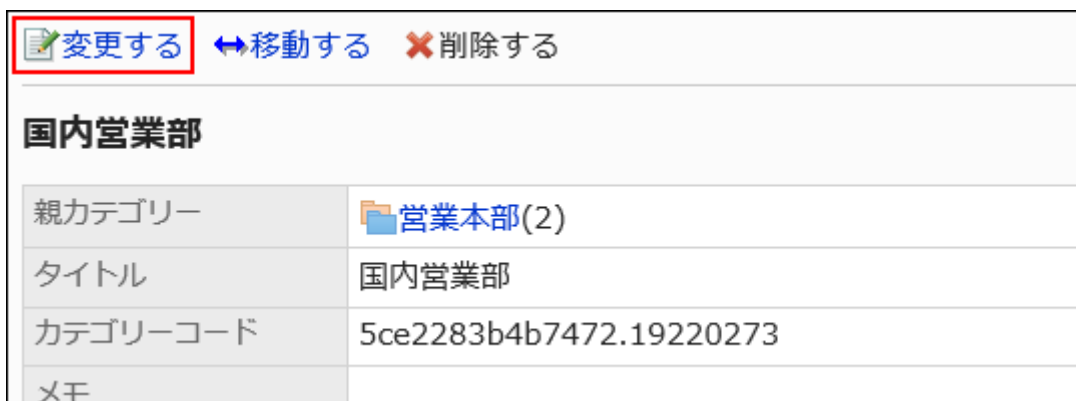 変更する 移動する 削除する
国内営業部
親カテゴリー 営業本部(2)
タイトル 国内営業部
カテゴリーコード 5ce2283b4b7472.19220273
メモ